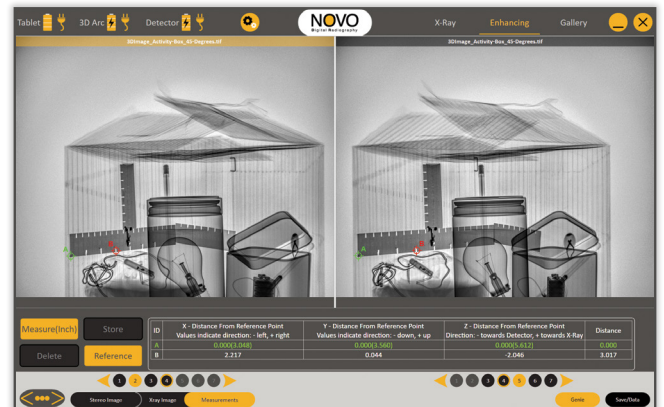 Tablet 3D Arc Detector NOVO X-Ray Enhancing Gallery
Digital Radiography
3DImage_Activity-Box_45-Degrees.tif 3DImage_Activity-Box_45-Degrees.tif
A B A B
Measure(Inch) Store
Delete Reference
ID X - Distance From Reference Point Y - Distance From Reference Point Z - Distance From Reference Point Distance
Values indicate direction: - left, + right Values indicate direction: - down, + up Direction: - towards Detector, + towards X-Ray
A 0.000(3.048) 0.000(3.560) 0.000(5.612) 0.000
B 2.217 0.044 -2.046 3.017
1 2 3 4 5 6 7 1 2 3 4 5 6 7
Stereo Image Xray Image Measurements Genie Save/Data